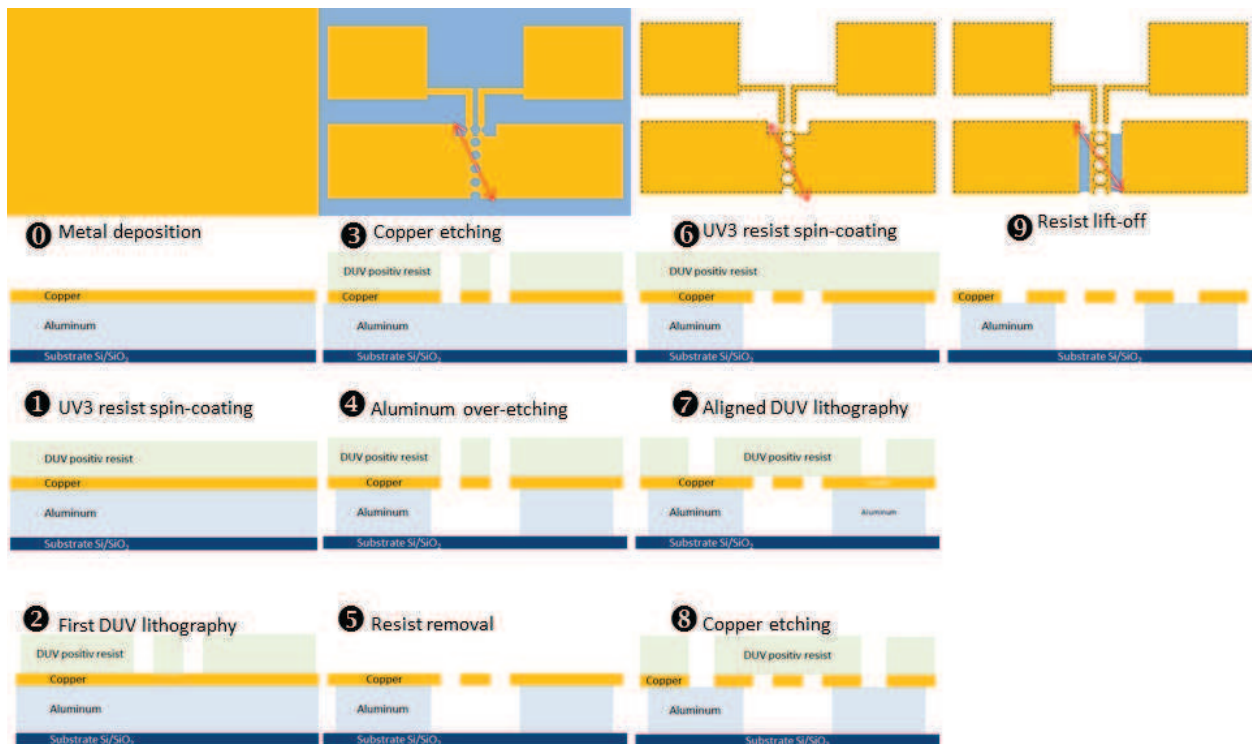 0 Metal deposition
Copper
Aluminum
Substrate Si/SiO2
3 Copper etching
DUV positiv resist
Copper
Aluminum
Substrate Si/SiO2
6 UV3 resist spin-coating
DUV positiv resist
Copper
Aluminum
Substrate Si/SiO2
9 Resist lift-off
Copper
Aluminum
Substrate Si/SiO2
1 UV3 resist spin-coating
DUV positiv resist
Copper
Aluminum
Substrate Si/SiO2
4 Aluminum over-etching
DUV positiv resist
Copper
Aluminum
Substrate Si/SiO2
7 Aligned DUV lithography
DUV positiv resist
Copper
Aluminum
Aluminum
Substrate Si/SiO2
2 First DUV lithography
DUV positiv resist
Copper
Aluminum
Substrate Si/SiO2
5 Resist removal
Copper
Aluminum
Substrate Si/SiO2
8 Copper etching
DUV positiv resist
Copper
Aluminum
Substrate Si/SiO2